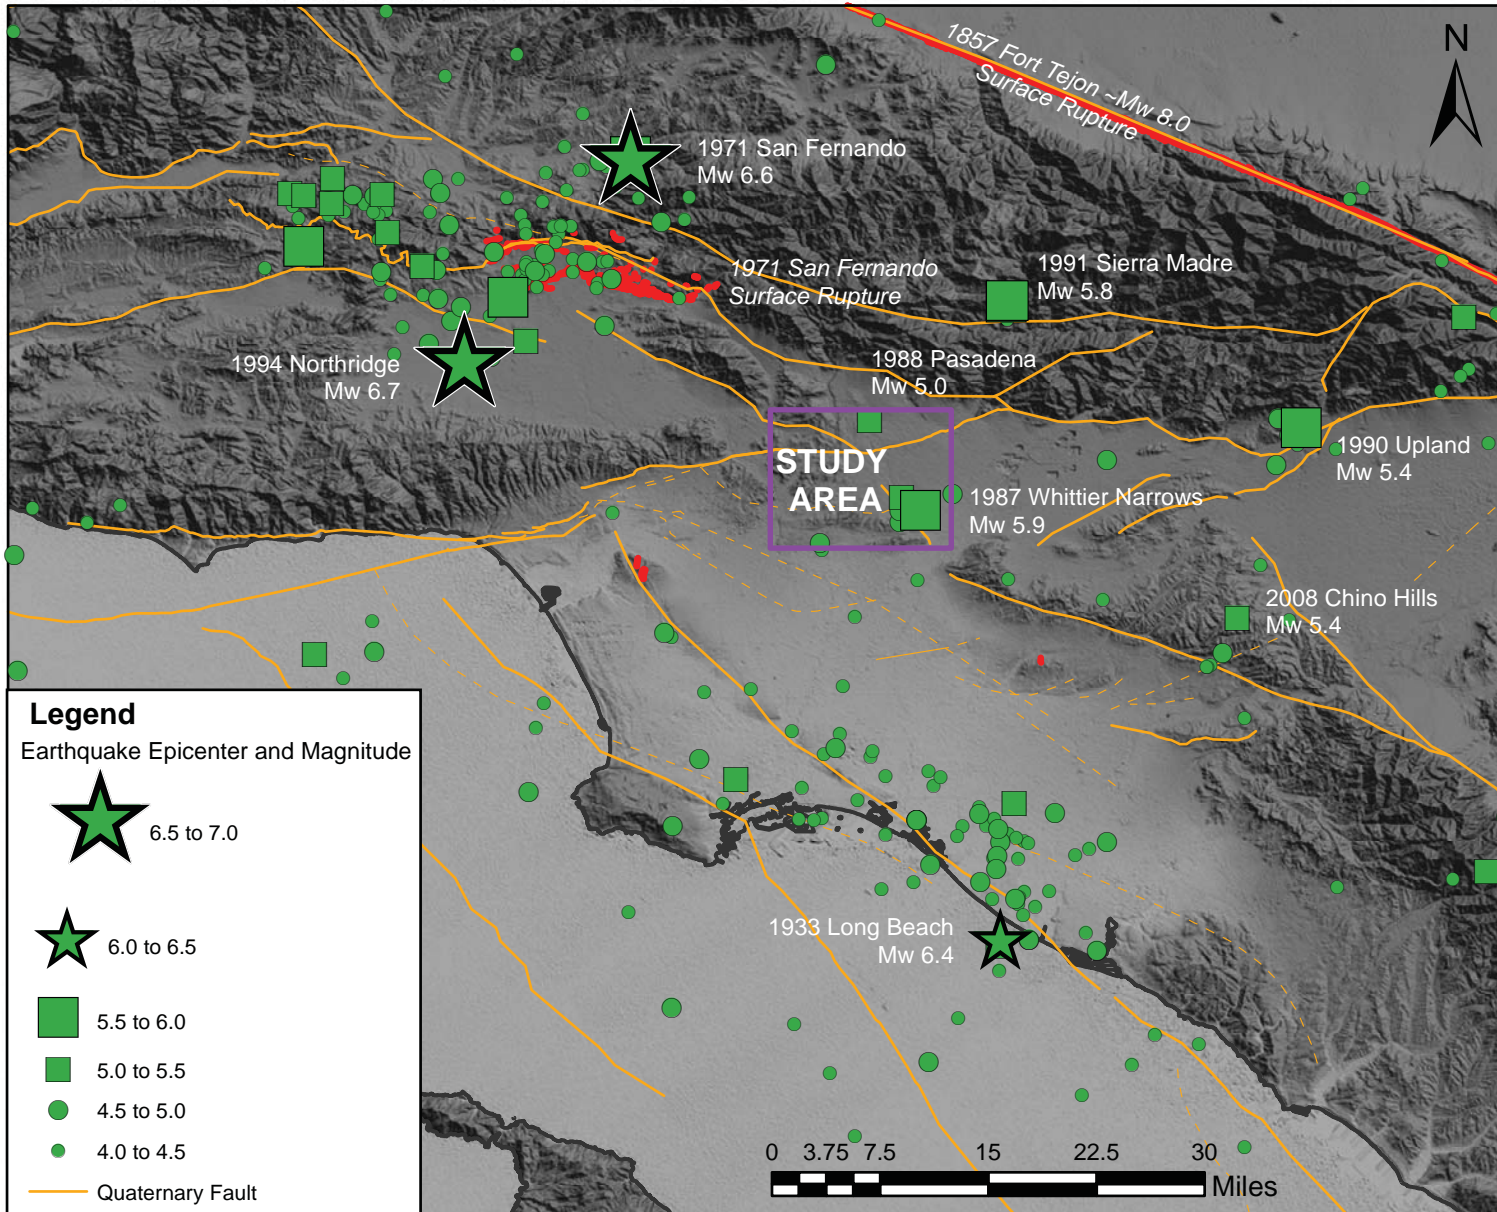 1857 Fort Tejon ~Mw 8.0
Surface Rupture
N
1971 San Fernando
Mw 6.6
1971 San Fernando
Surface Rupture
1991 Sierra Madre
Mw 5.8
1994 Northridge
Mw 6.7
1988 Pasadena
Mw 5.0
STUDY
AREA
1990 Upland
Mw 5.4
1987 Whittier Narrows
Mw 5.9
2008 Chino Hills
Mw 5.4
1933 Long Beach
Mw 6.4
Legend
Earthquake Epicenter and Magnitude
6.5 to 7.0
6.0 to 6.5
5.5 to 6.0
5.0 to 5.5
4.5 to 5.0
4.0 to 4.5
Quaternary Fault
0 3.75 7.5 15 22.5 30
Miles